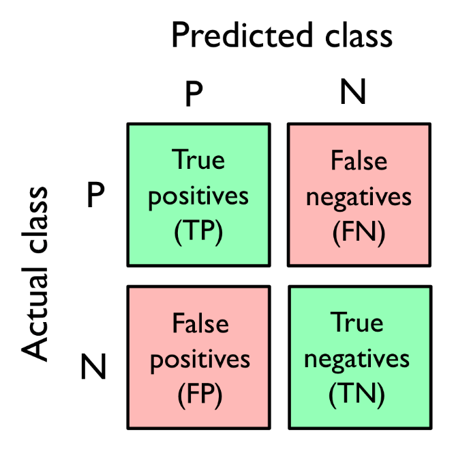 Predicted class
P
N
Actual class
P
True
positives
(TP)
False
negatives
(FN)
N
False
positives
(FP)
True
negatives
(TN)